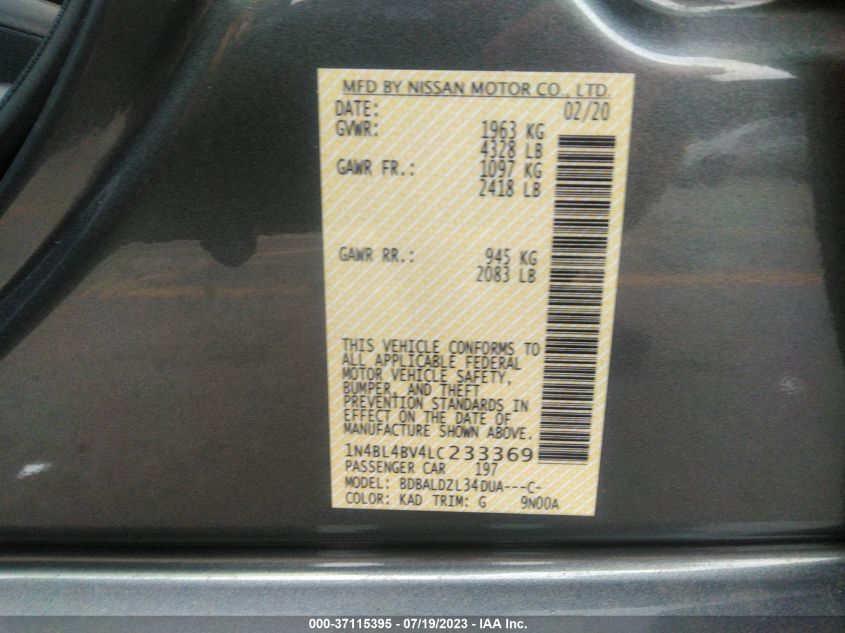 MFD BY NISSAN MOTOR CO., LTD.
DATE: 02/20
GVWR: 1963 KG
4328 LB
GAWR FR.: 1097 KG
2418 LB
GAWR RR.: 945 KG
2083 LB
THIS VEHICLE CONFORMS TO
ALL APPLICABLE FEDERAL
MOTOR VEHICLE SAFETY,
BUMPER, AND THEFT
PREVENTION STANDARDS IN
EFFECT ON THE DATE OF
MANUFACTURE SHOWN ABOVE.
1N4BL4BV4LC233369
PASSENGER CAR 197
MODEL: BDBALDZL34DUA---C-
COLOR: KAD TRIM: G 9N00A
000-37115395 - 07/19/2023 - IAA Inc.